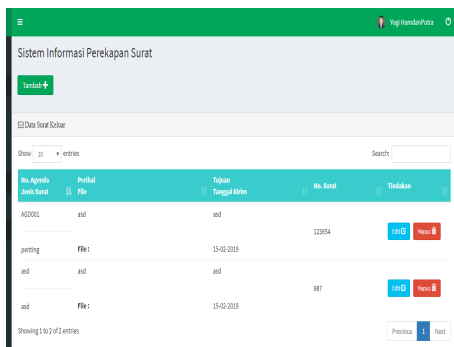 Yogi HamdanPutra
Sistem Informasi Perekapan Surat
Tambah
Data Surat Keluar
Show 10 entries
Search:
No. Agenda Perihal Tujuan No. Surat Tindakan
Jenis Surat File Tanggal Kirim
AGD001 asd asd
123654 Edit Hapus
penting File : 15-02-2019
asd asd asd
987 Edit Hapus
asd File : 15-02-2019
Showing 1 to 2 of 2 entries
Previous 1 Next